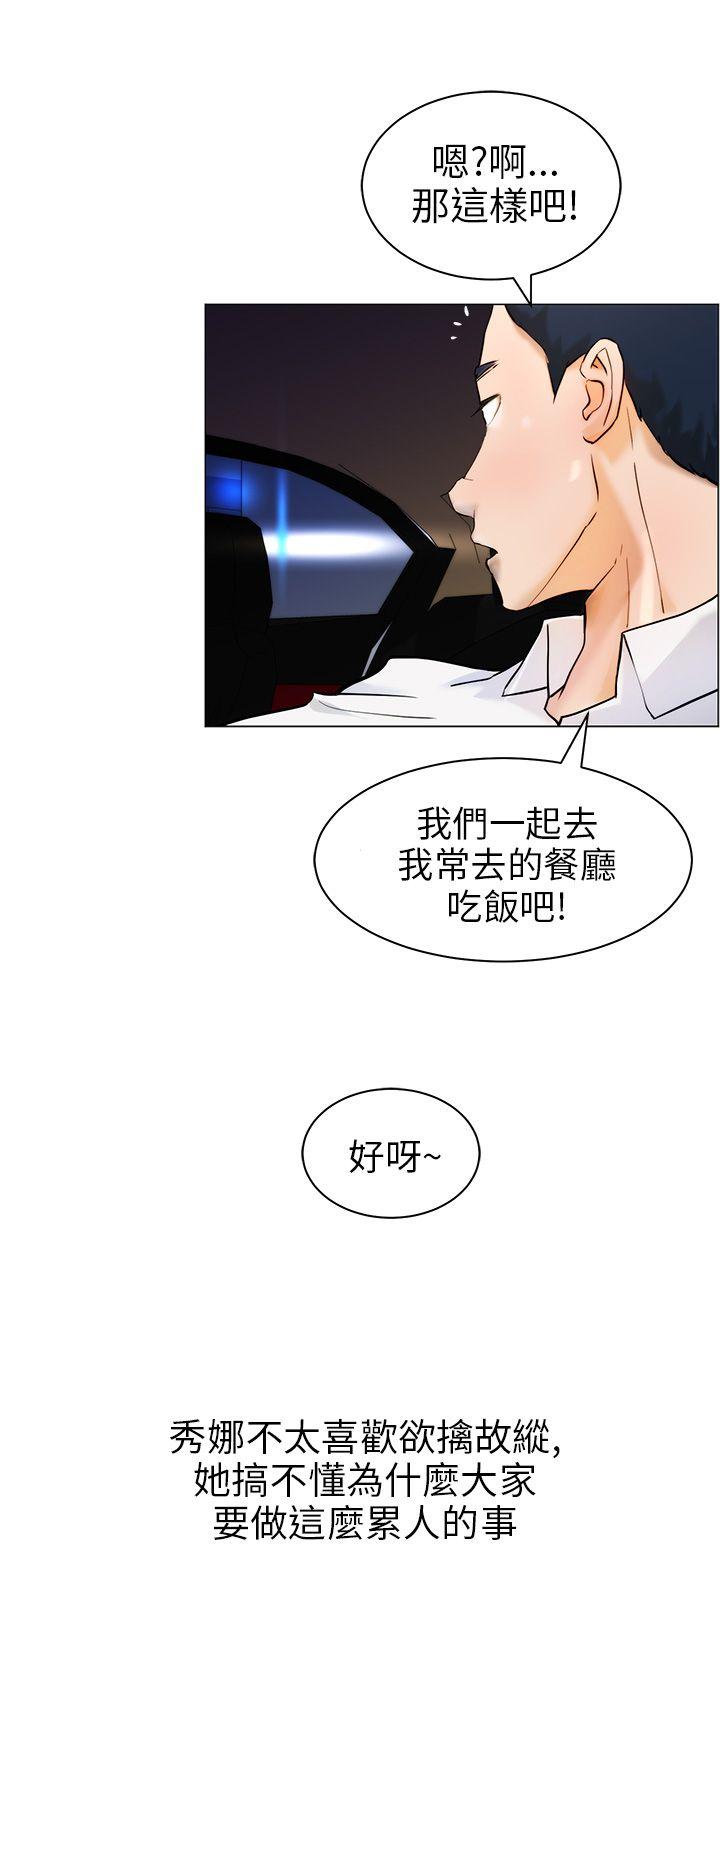 嗯?啊...
那這樣吧!
我們一起去
我常去的餐廳
吃飯吧!
好呀~
秀娜不太喜歡欲擒故縱,
她搞不懂為什麼大家
要做這麼累人的事